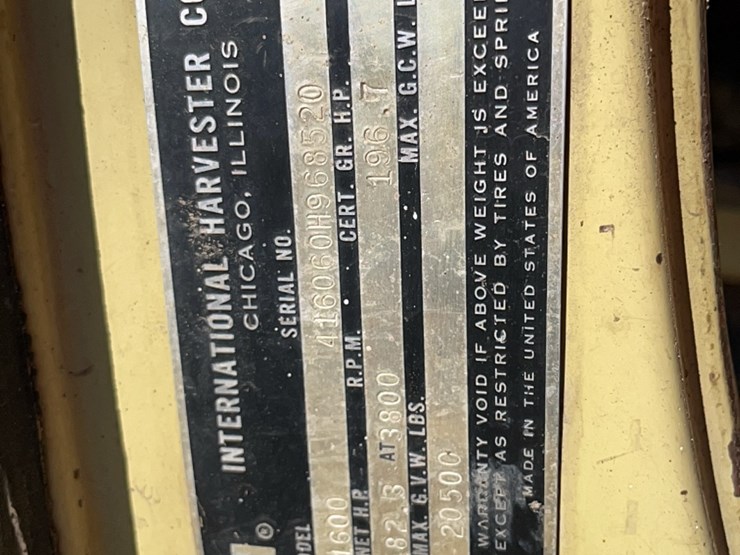 INTERNATIONAL HARVESTER C
CHICAGO, ILLINOIS
ODEL SERIAL NO.
1600 416060H968520
NET H.P. R.P.M. CERT. GR. H.P.
82.3 AT 3800 196.7
MAX. G.V.W. LBS. MAX. G.C.W. L
20500
WARRANTY VOID IF ABOVE WEIGHT IS EXCEE
EXCEPT AS RESTRICTED BY TIRES AND SPRI
MADE IN THE UNITED STATES OF AMERICA